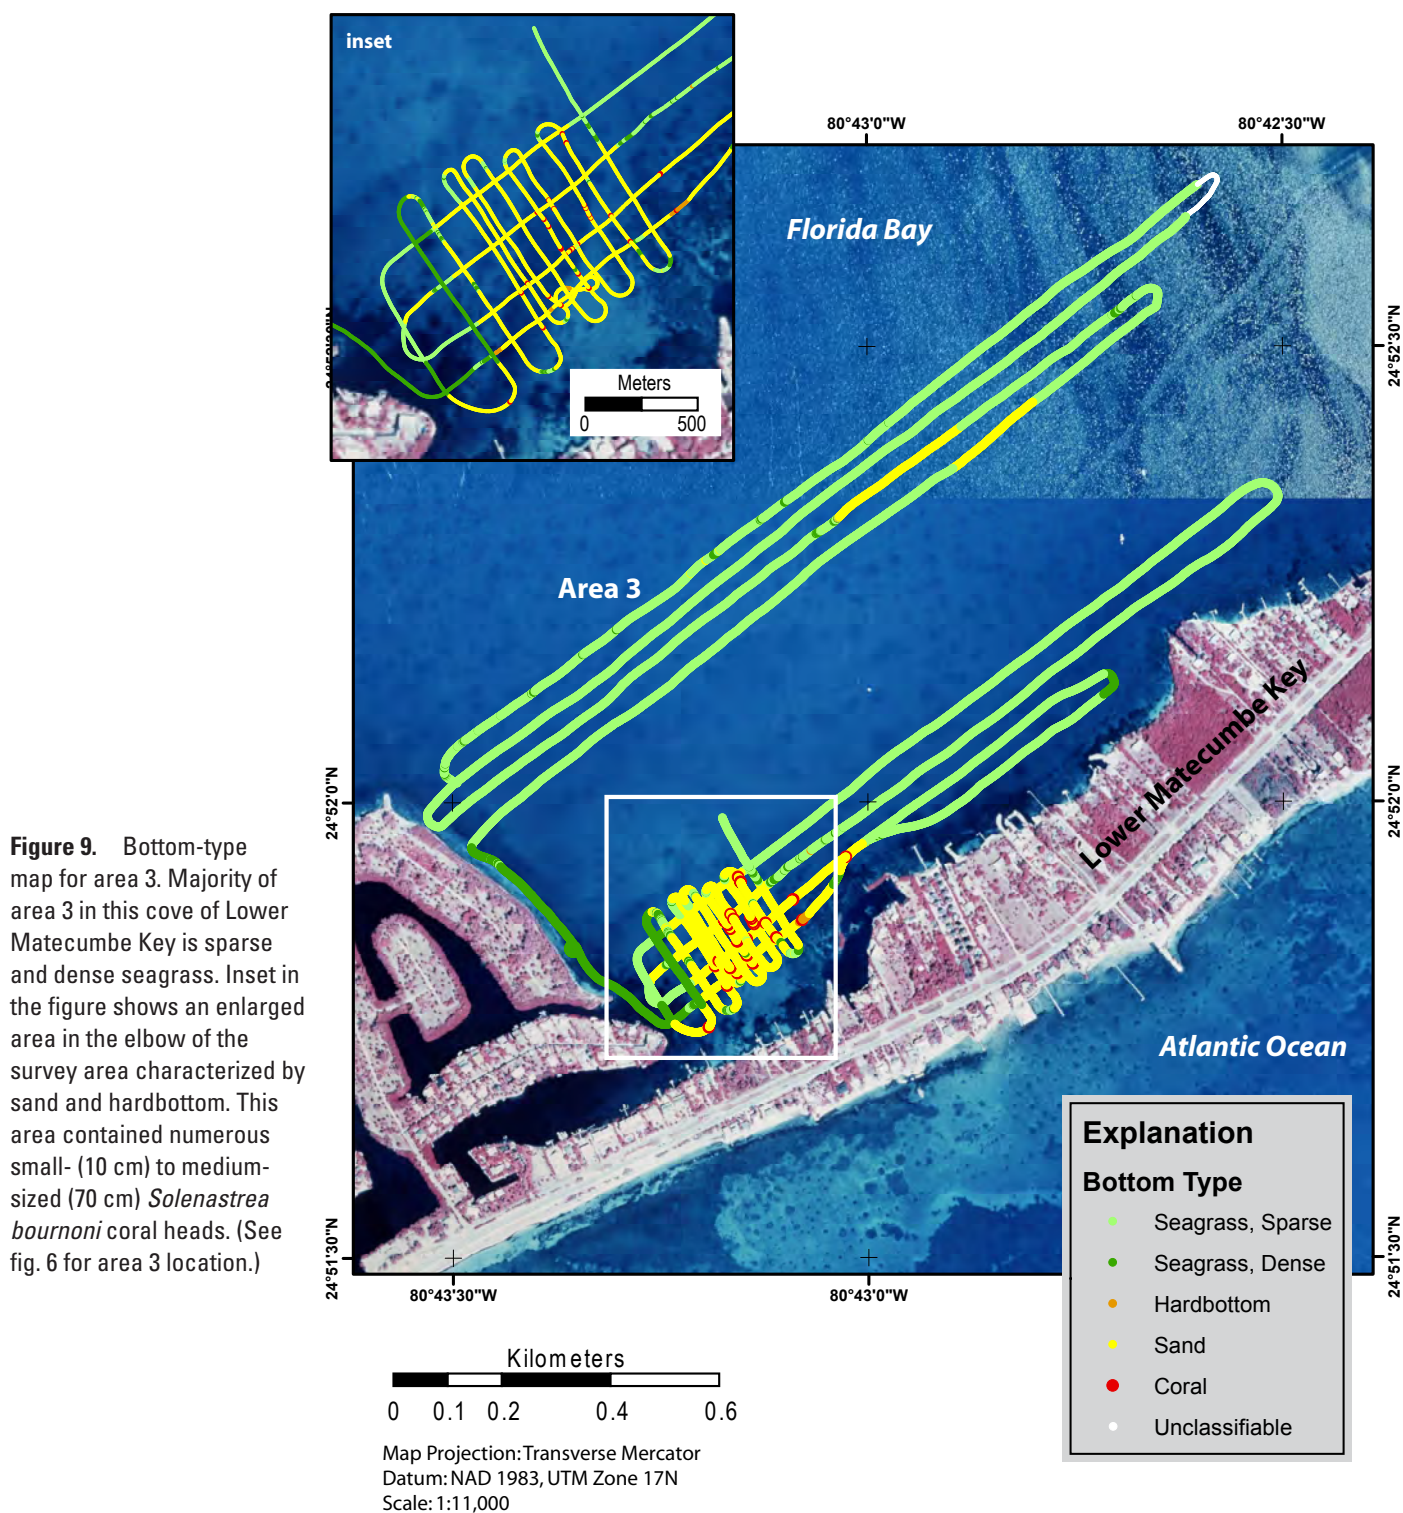 inset
Meters
0 500
80°43'0"W
80°42'30"W
Florida Bay
24°52'30"N
24°52'30"N
Area 3
Lower Matecumbe Key
24°52'0"N
24°52'0"N
Atlantic Ocean
Figure 9. Bottom-type
map for area 3. Majority of
area 3 in this cove of Lower
Matecumbe Key is sparse
and dense seagrass. Inset in
the figure shows an enlarged
area in the elbow of the
survey area characterized by
sand and hardbottom. This
area contained numerous
small- (10 cm) to medium-
sized (70 cm) Solenastrea
bournoni coral heads. (See
fig. 6 for area 3 location.)
Explanation
Bottom Type
Seagrass, Sparse
Seagrass, Dense
Hardbottom
Sand
Coral
Unclassifiable
24°51'30"N
24°51'30"N
80°43'30"W
80°43'0"W
Kilometers
0 0.1 0.2 0.4 0.6
Map Projection: Transverse Mercator
Datum: NAD 1983, UTM Zone 17N
Scale: 1:11,000